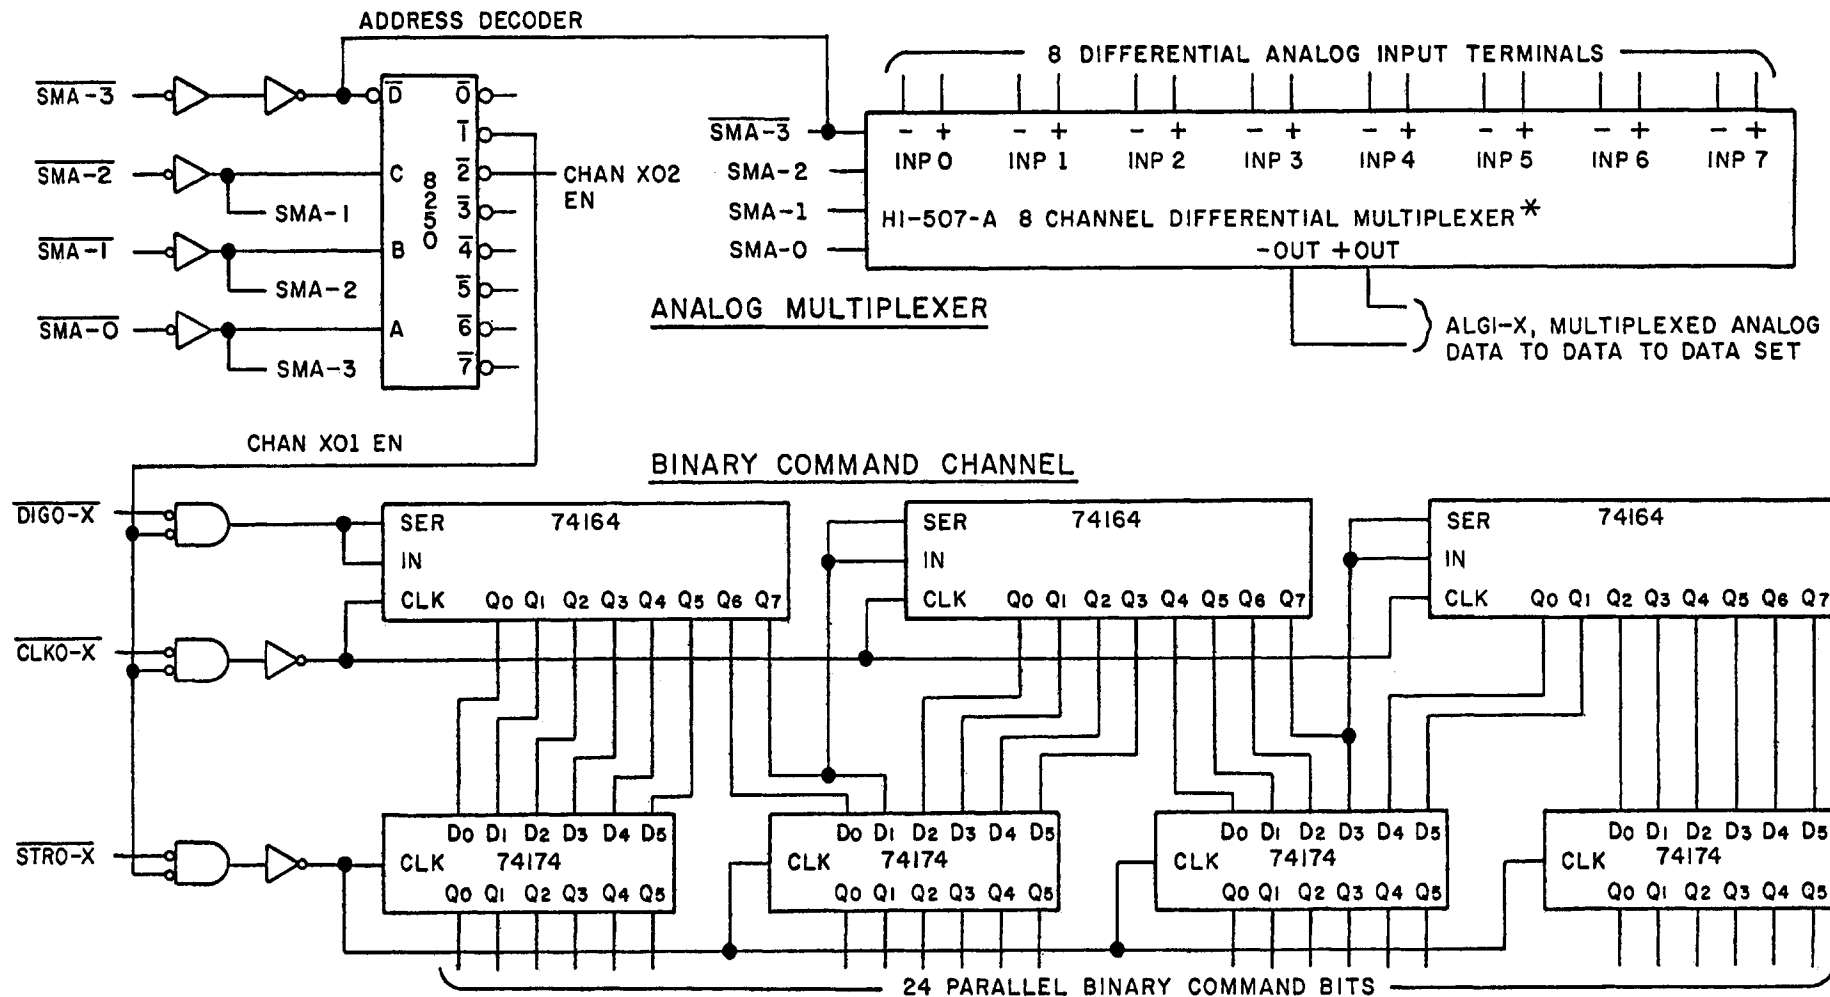 ADDRESS DECODER
SMA-3
SMA-2
SMA-1
SMA-1
SMA-2
SMA-0
SMA-3
D
C
B
A
8250
0
1
2
3
4
5
6
7
CHAN X02
EN
CHAN X01 EN
8 DIFFERENTIAL ANALOG INPUT TERMINALS
SMA-3
SMA-2
SMA-1
SMA-0
- + - + - + - + - + - + - + - +
INP 0 INP 1 INP 2 INP 3 INP 4 INP 5 INP 6 INP 7
HI-507-A 8 CHANNEL DIFFERENTIAL MULTIPLEXER*
-OUT +OUT
ANALOG MULTIPLEXER
ALGI-X, MULTIPLEXED ANALOG
DATA TO DATA TO DATA SET
BINARY COMMAND CHANNEL
DIGO-X
CLKO-X
STRO-X
SER 74164
IN
CLK Q0 Q1 Q2 Q3 Q4 Q5 Q6 Q7
SER 74164
IN
CLK Q0 Q1 Q2 Q3 Q4 Q5 Q6 Q7
SER 74164
IN
CLK Q0 Q1 Q2 Q3 Q4 Q5 Q6 Q7
D0 D1 D2 D3 D4 D5
CLK 74174
Q0 Q1 Q2 Q3 Q4 Q5
D0 D1 D2 D3 D4 D5
CLK 74174
Q0 Q1 Q2 Q3 Q4 Q5
D0 D1 D2 D3 D4 D5
CLK 74174
Q0 Q1 Q2 Q3 Q4 Q5
D0 D1 D2 D3 D4 D5
CLK 74174
Q0 Q1 Q2 Q3 Q4 Q5
24 PARALLEL BINARY COMMAND BITS